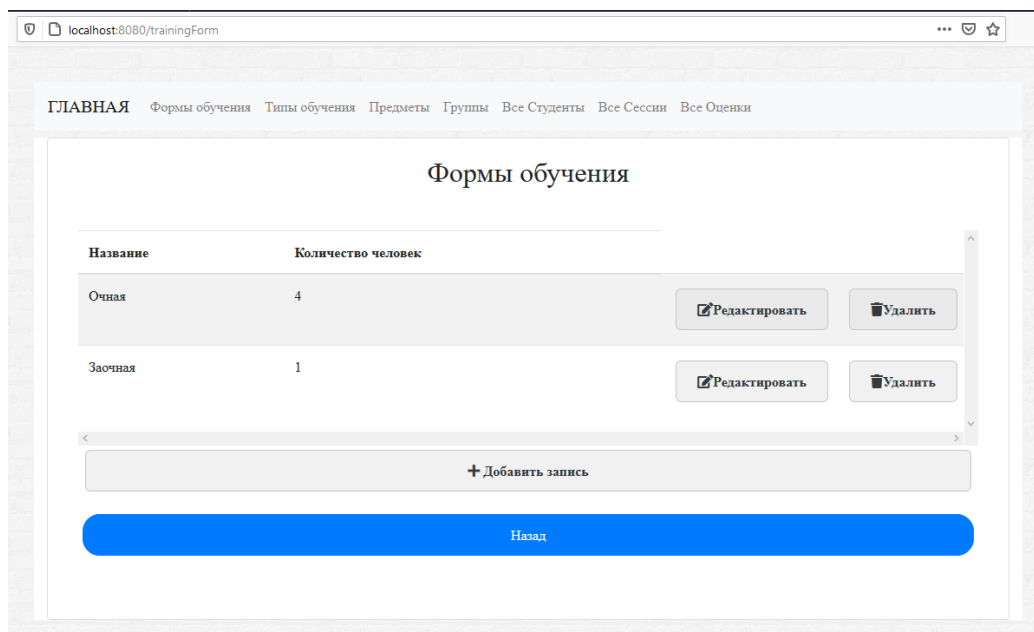 localhost:8080/trainingForm
ГЛАВНАЯ Формы обучения Типы обучения Предметы Группы Все Студенты Все Сессии Все Оценки
Формы обучения
Название Количество человек
Очная 4 Редактировать Удалить
Заочная 1 Редактировать Удалить
Добавить запись
Назад